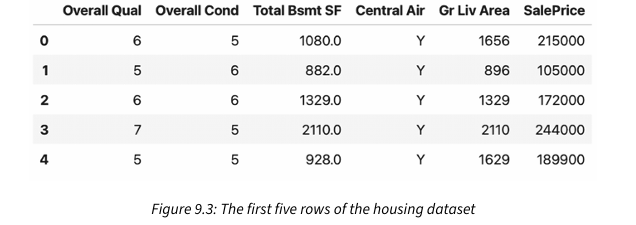 Overall Qual Overall Cond Total Bsmt SF Central Air Gr Liv Area SalePrice
0 6 5 1080.0 Y 1656 215000
1 5 6 882.0 Y 896 105000
2 6 6 1329.0 Y 1329 172000
3 7 5 2110.0 Y 2110 244000
4 5 5 928.0 Y 1629 189900
Figure 9.3: The first five rows of the housing dataset